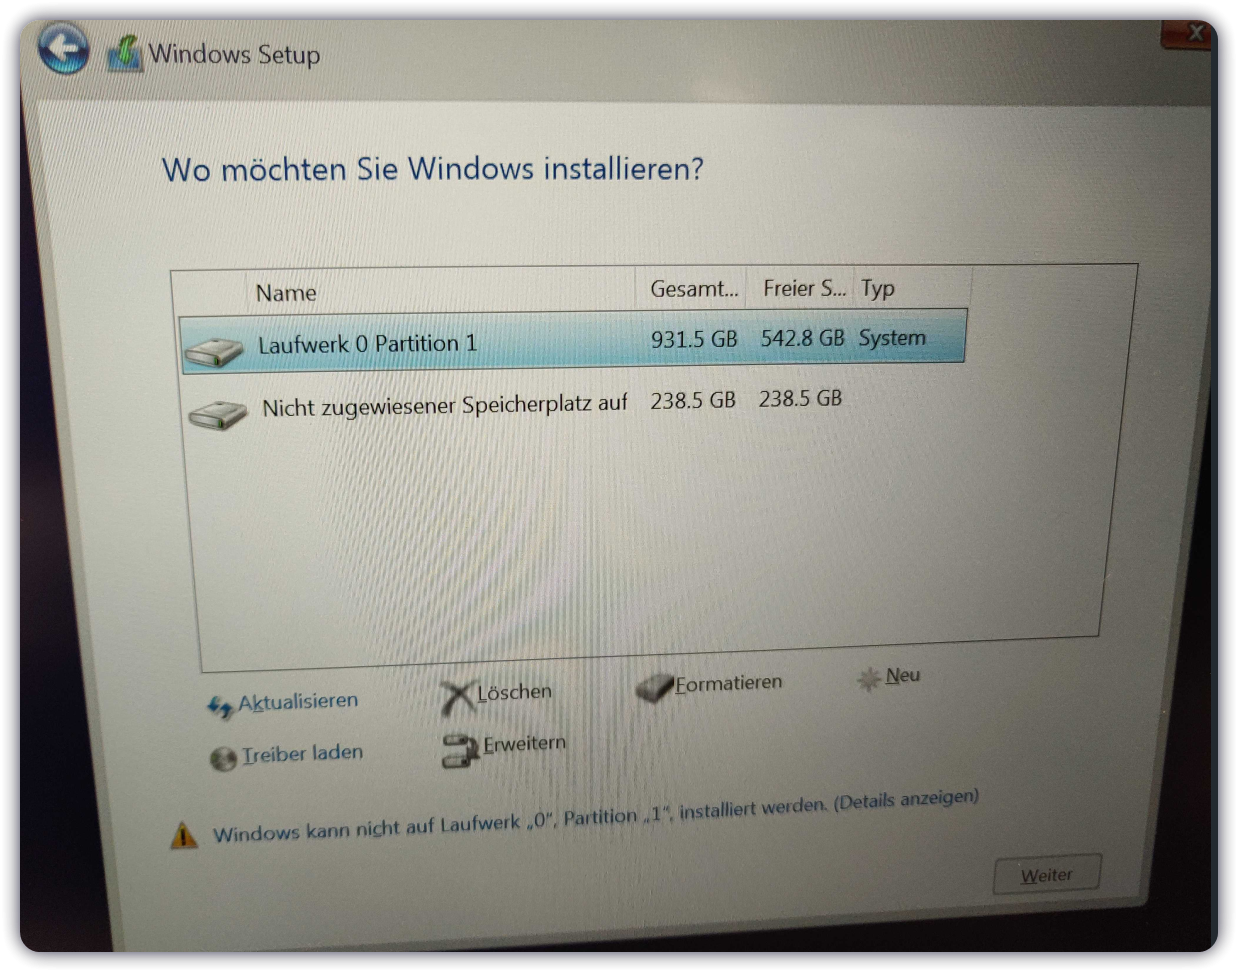 Windows Setup
Wo möchten Sie Windows installieren?
Name Gesamt... Freier S... Typ
Laufwerk 0 Partition 1 931.5 GB 542.8 GB System
Nicht zugewiesener Speicherplatz auf 238.5 GB 238.5 GB
Aktualisieren Löschen Formatieren Neu
Treiber laden Erweitern
Windows kann nicht auf Laufwerk „0“, Partition „1“, installiert werden. (Details anzeigen)
Weiter